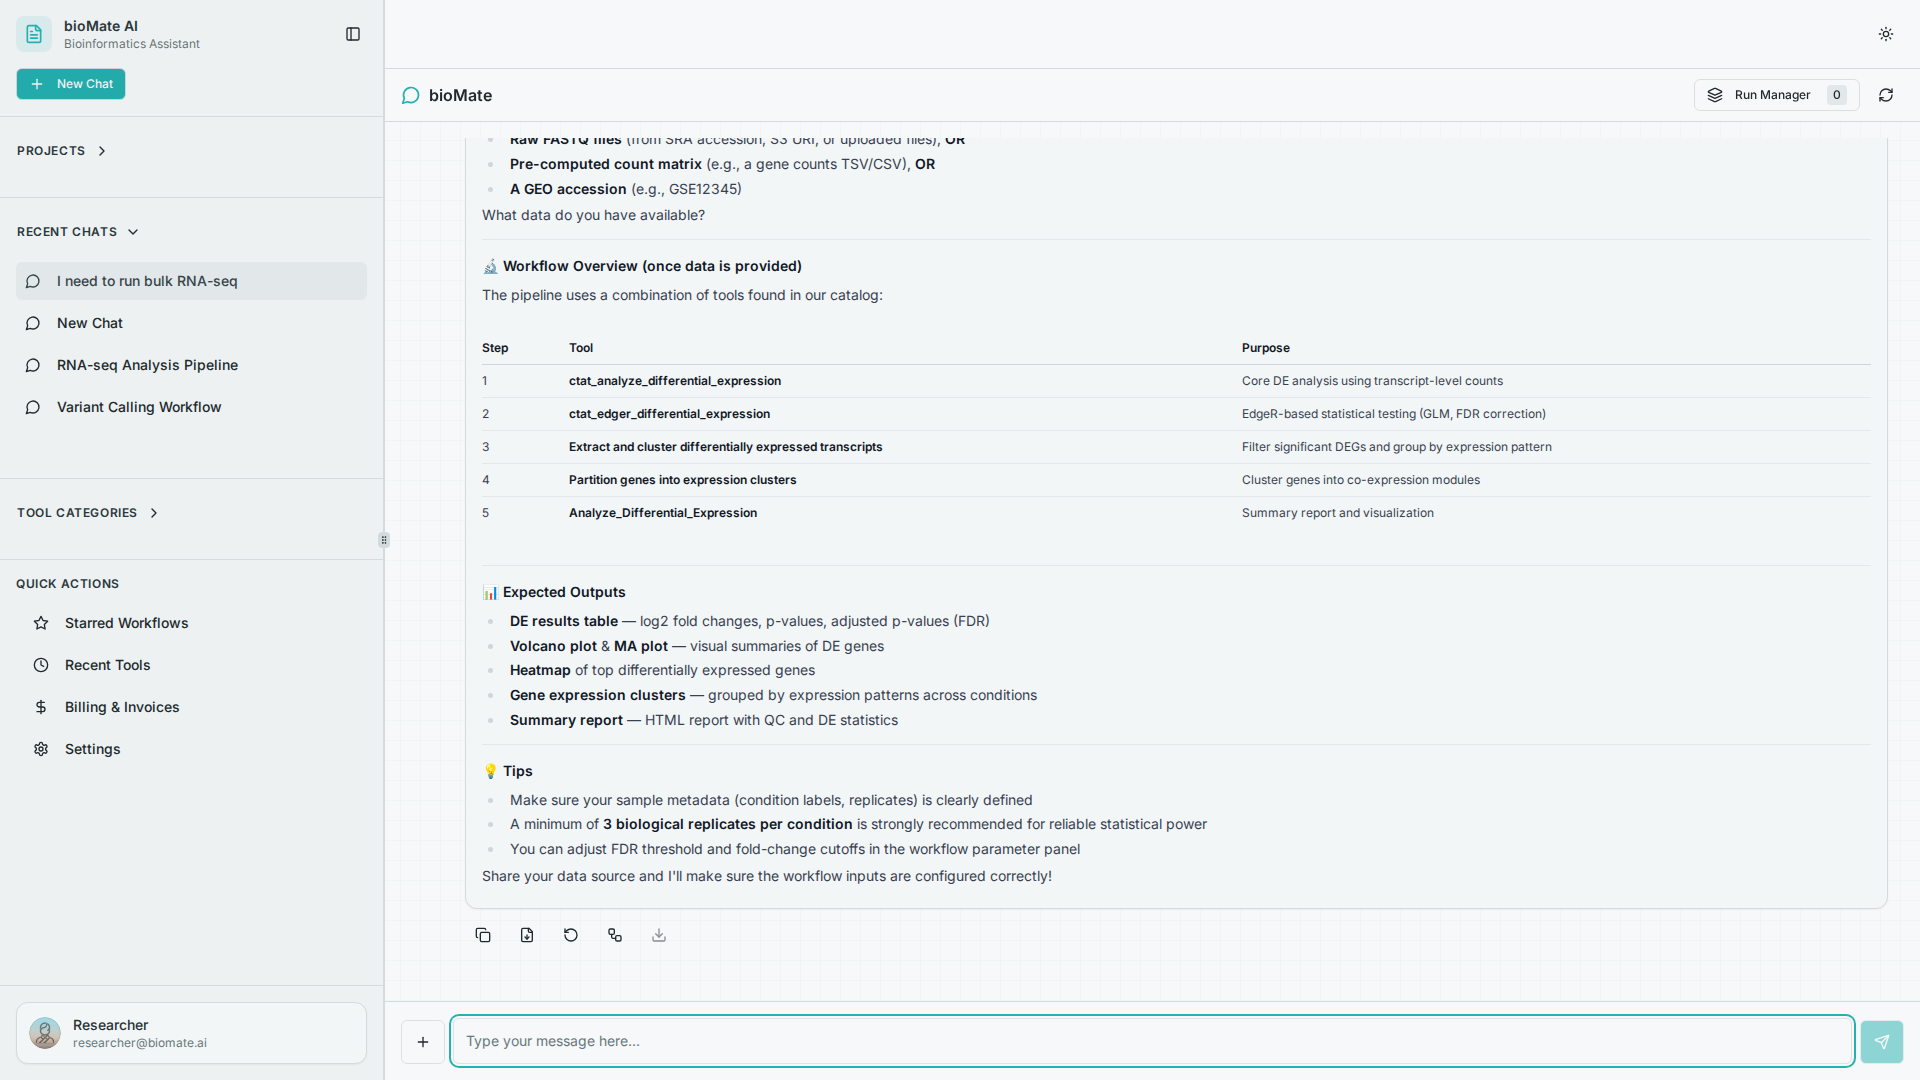 bioMate AI
Bioinformatics Assistant
New Chat
PROJECTS
RECENT CHATS
I need to run bulk RNA-seq
New Chat
RNA-seq Analysis Pipeline
Variant Calling Workflow
TOOL CATEGORIES
QUICK ACTIONS
Starred Workflows
Recent Tools
Billing & Invoices
Settings
Researcher
researcher@biomate.ai
bioMate
Run Manager 0
Raw FASTQ files (from SRA accession, S3 URI, or uploaded files), OR
Pre-computed count matrix (e.g., a gene counts TSV/CSV), OR
A GEO accession (e.g., GSE12345)
What data do you have available?
🔬 Workflow Overview (once data is provided)
The pipeline uses a combination of tools found in our catalog:
Step Tool Purpose
1 ctat_analyze_differential_expression Core DE analysis using transcript-level counts
2 ctat_edger_differential_expression EdgeR-based statistical testing (GLM, FDR correction)
3 Extract and cluster differentially expressed transcripts Filter significant DEGs and group by expression pattern
4 Partition genes into expression clusters Cluster genes into co-expression modules
5 Analyze_Differential_Expression Summary report and visualization
📊 Expected Outputs
DE results table — log2 fold changes, p-values, adjusted p-values (FDR)
Volcano plot & MA plot — visual summaries of DE genes
Heatmap of top differentially expressed genes
Gene expression clusters — grouped by expression patterns across conditions
Summary report — HTML report with QC and DE statistics
💡 Tips
Make sure your sample metadata (condition labels, replicates) is clearly defined
A minimum of 3 biological replicates per condition is strongly recommended for reliable statistical power
You can adjust FDR threshold and fold-change cutoffs in the workflow parameter panel
Share your data source and I'll make sure the workflow inputs are configured correctly!
Type your message here...